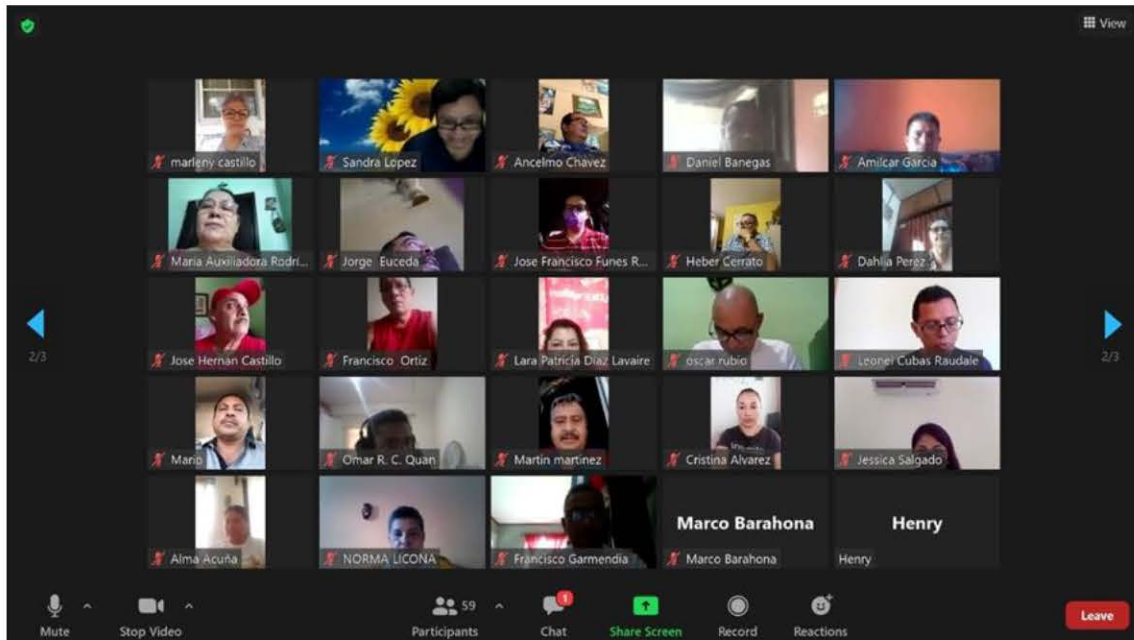 View
marleny castillo
Sandra Lopez
Ancelmo Chavez
Daniel Banegas
Amilcar Garcia
Maria Auxiliadora Rodrí...
Jorge Euceda
Jose Francisco Funes R...
Heber Cerrato
Dahlia Perez
Jose Hernan Castillo
Francisco Ortiz
Lara Patricia Diaz Lavaire
oscar rubio
Leonel Cubas Raudale
2/3
2/3
Mario
Omar R. C. Quan
Martin martinez
Cristina Alvarez
Jessica Salgado
Alma Acuña
NORMA LICONA
Francisco Garmendia
Marco Barahona
Marco Barahona
Henry
Henry
Mute
Stop Video
59
Participants
1
Chat
Share Screen
Record
Reactions
Leave